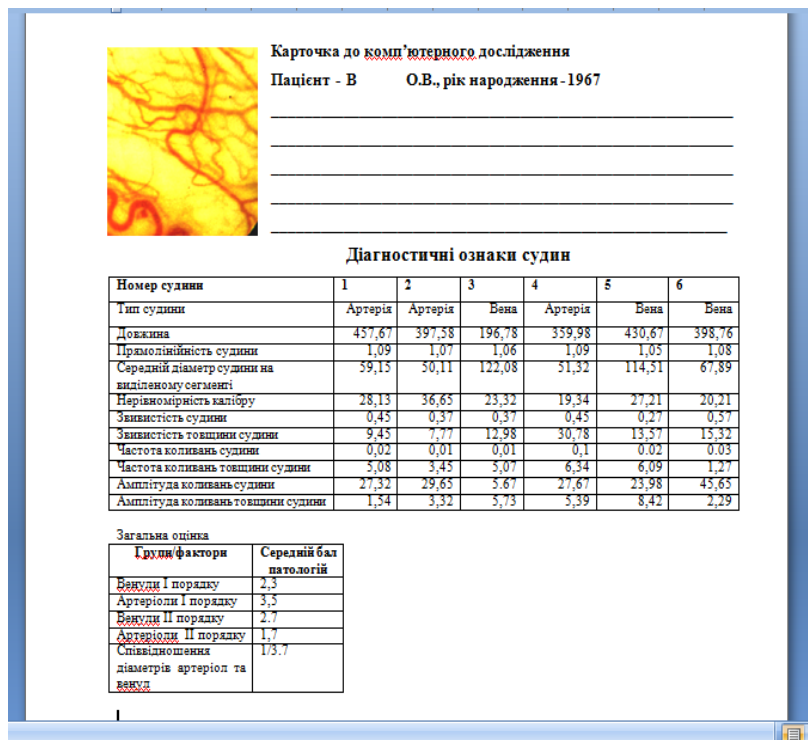 Карточка до комп’ютерного дослідження
Пацієнт - В О.В., рік народження - 1967
Діагностичні ознаки судин
Номер судини 1 2 3 4 5 6
Тип судини Артерія Артерія Вена Артерія Вена Вена
Довжина 457,67 397,58 196,78 359,98 430,67 398,76
Прямолінійність судини 1,09 1,07 1,06 1,09 1,05 1,08
Середній діаметр судини на 59,15 50,11 122,08 51,32 114,51 67,89
виділеному сегменті
Нерівномірність калібру 28,13 36,65 23,32 19,34 27,21 20,21
Звивистість судини 0,45 0,37 0,37 0,45 0,27 0,57
Звивистість товщини судини 9,45 7,77 12,98 30,78 13,57 15,32
Частота коливань судини 0,02 0,01 0,01 0,1 0.02 0.03
Частота коливань товщини судини 5,08 3,45 5,07 6,34 6,09 1,27
Амплітуда коливань судини 27,32 29,65 5.67 27,67 23,98 45,65
Амплітуда коливань товщини судини 1,54 3,32 5,73 5,39 8,42 2,29
Загальна оцінка
Групи/фактори Середній бал
патологій
Венули І порядку 2,3
Артеріоли І порядку 3,5
Венули ІІ порядку 2.7
Артеріоли ІІ порядку 1,7
Співвідношення 1/3.7
діаметрів артеріол та
венул